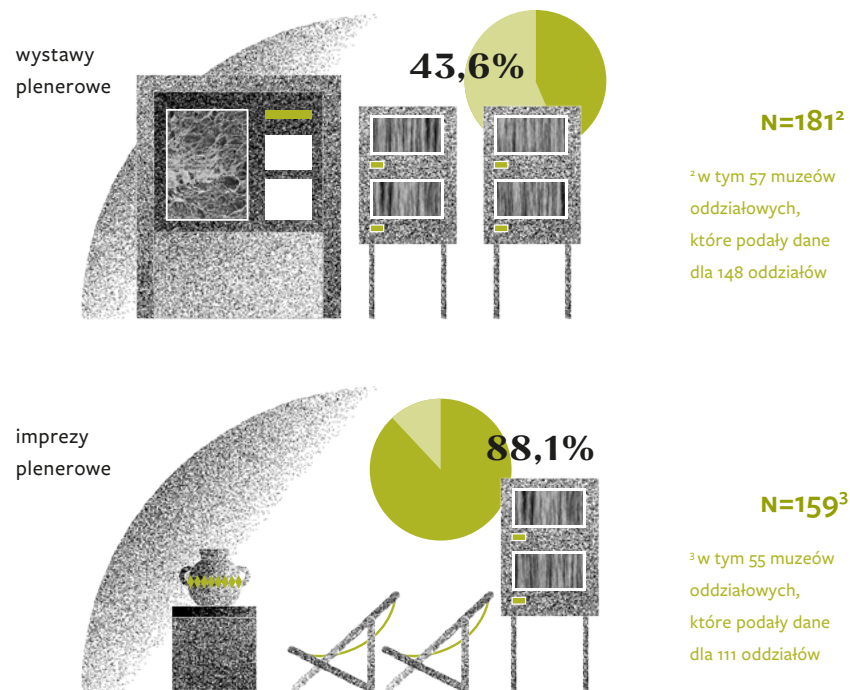 wystawy
plenerowe
43,6%
N=181²
² w tym 57 muzeów
oddziałowych,
które podały dane
dla 148 oddziałów
imprezy
plenerowe
88,1%
N=159³
³ w tym 55 muzeów
oddziałowych,
które podały dane
dla 111 oddziałów